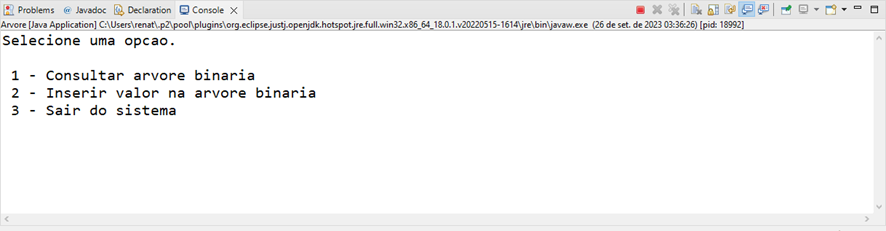 Problems @ Javadoc Declaration Console
Arvore [Java Application] C:\Users\renat\.p2\pool\plugins\org.eclipse.justj.openjdk.hotspot.jre.full.win32.x86_64_18.0.1.v20220515-1614\jre\bin\javaw.exe (26 de set. de 2023 03:36:26) [pid: 18992]
Selecione uma opcao.
1 - Consultar arvore binaria
2 - Inserir valor na arvore binaria
3 - Sair do sistema